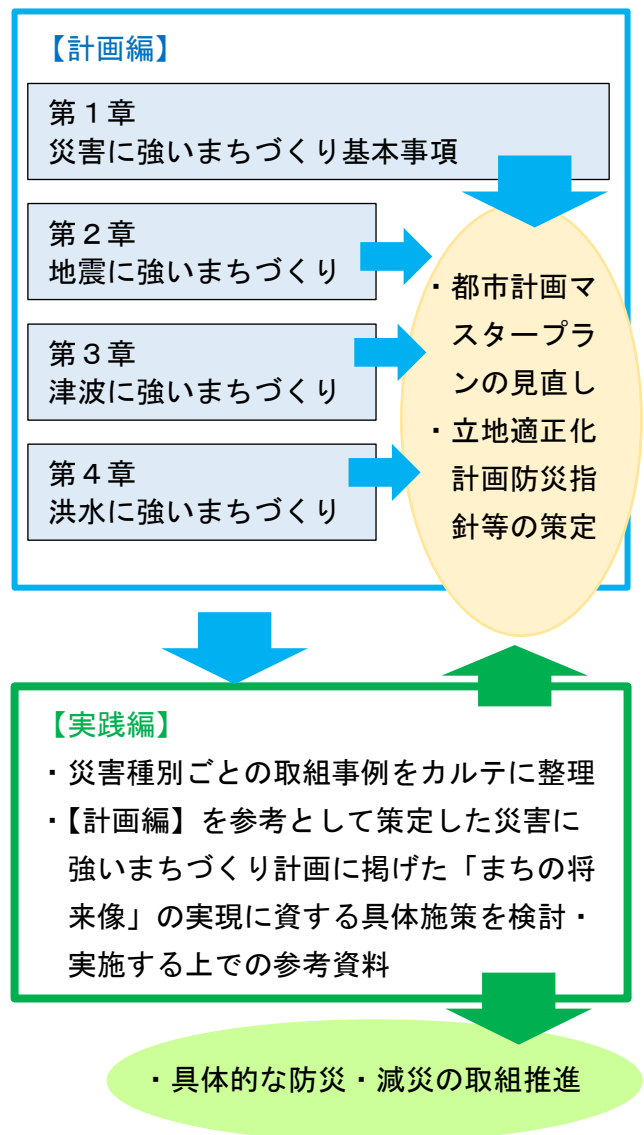 【計画編】
第1章
災害に強いまちづくり基本事項
第2章
地震に強いまちづくり
第3章
津波に強いまちづくり
第4章
洪水に強いまちづくり
・都市計画マ
スタープラ
ンの見直し
・立地適正化
計画防災指
針等の策定
【実践編】
・災害種別ごとの取組事例をカルテに整理
・【計画編】を参考として策定した災害に
強いまちづくり計画に掲げた「まちの将
来像」の実現に資する具体施策を検討・
実施する上での参考資料
・具体的な防災・減災の取組推進